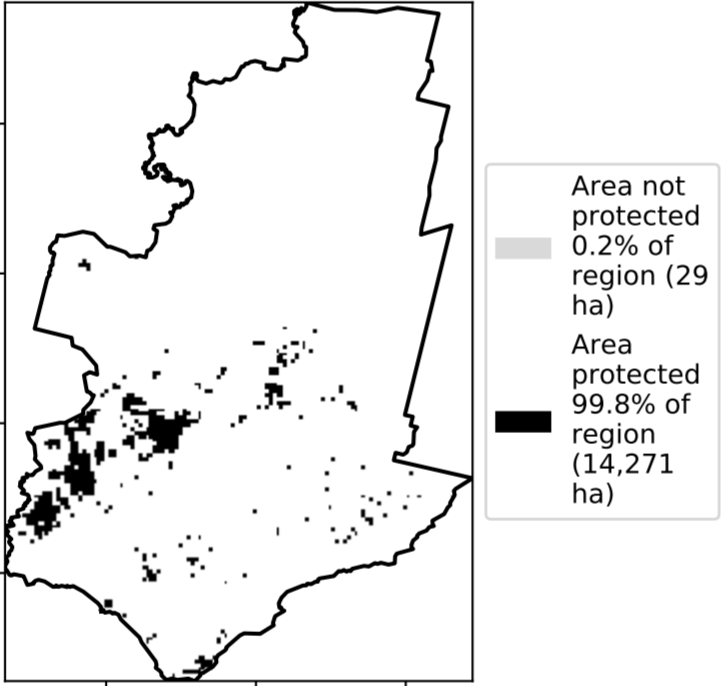 Area not
protected
0.2% of
region (29
ha)
Area
protected
99.8% of
region
(14,271
ha)